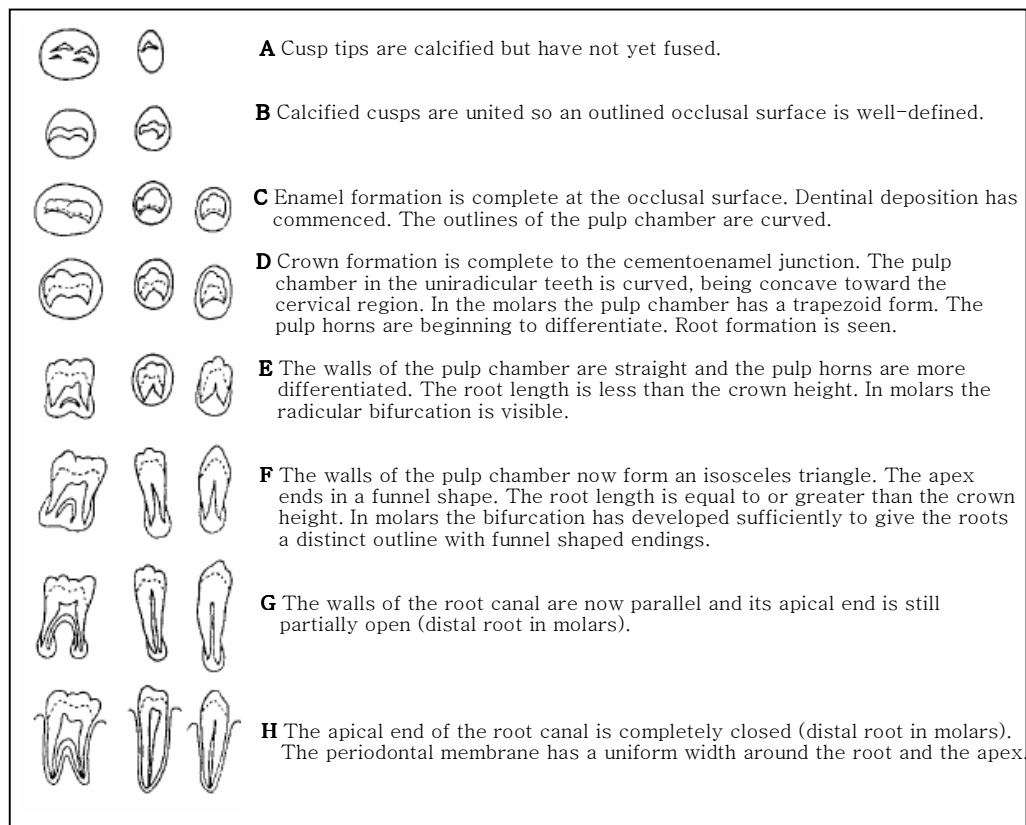 A Cusp tips are calcified but have not yet fused.
B Calcified cusps are united so an outlined occlusal surface is well-defined.
C Enamel formation is complete at the occlusal surface. Dentinal deposition has
commenced. The outlines of the pulp chamber are curved.
D Crown formation is complete to the cementoenamel junction. The pulp
chamber in the uniradicular teeth is curved, being concave toward the
cervical region. In the molars the pulp chamber has a trapezoid form. The
pulp horns are beginning to differentiate. Root formation is seen.
E The walls of the pulp chamber are straight and the pulp horns are more
differentiated. The root length is less than the crown height. In molars the
radicular bifurcation is visible.
F The walls of the pulp chamber now form an isosceles triangle. The apex
ends in a funnel shape. The root length is equal to or greater than the crown
height. In molars the bifurcation has developed sufficiently to give the roots
a distinct outline with funnel shaped endings.
G The walls of the root canal are now parallel and its apical end is still
partially open (distal root in molars).
H The apical end of the root canal is completely closed (distal root in molars).
The periodontal membrane has a uniform width around the root and the apex.